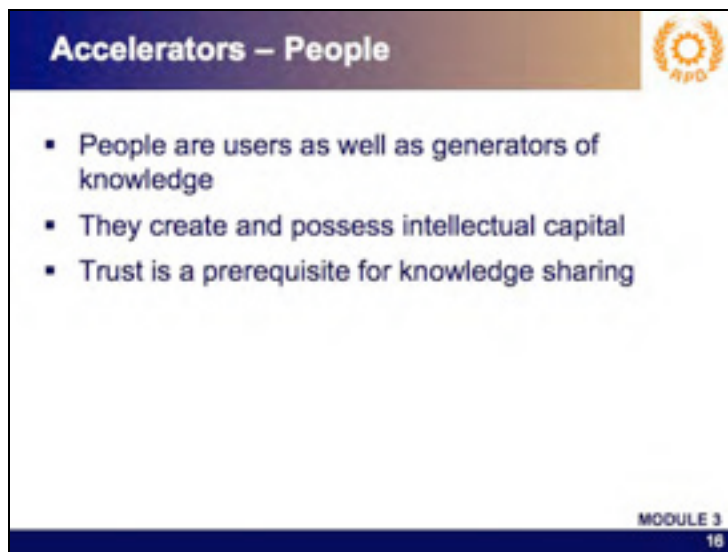 Accelerators – People
APO
▪ People are users as well as generators of
knowledge
▪ They create and possess intellectual capital
▪ Trust is a prerequisite for knowledge sharing
MODULE 3
16